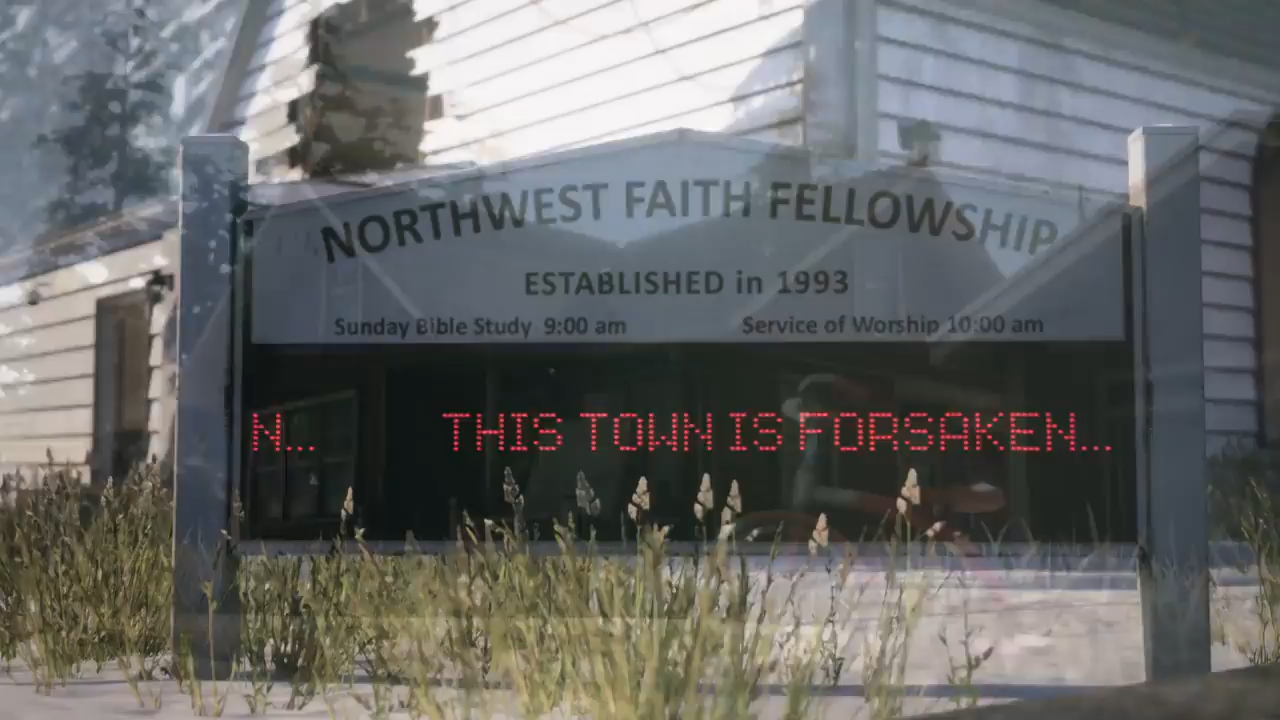 NORTHWEST FAITH FELLOWSHIP
ESTABLISHED in 1993
Sunday Bible Study 9:00 am Service of Worship 10:00 am
N... THIS TOWN IS FORSAKEN...